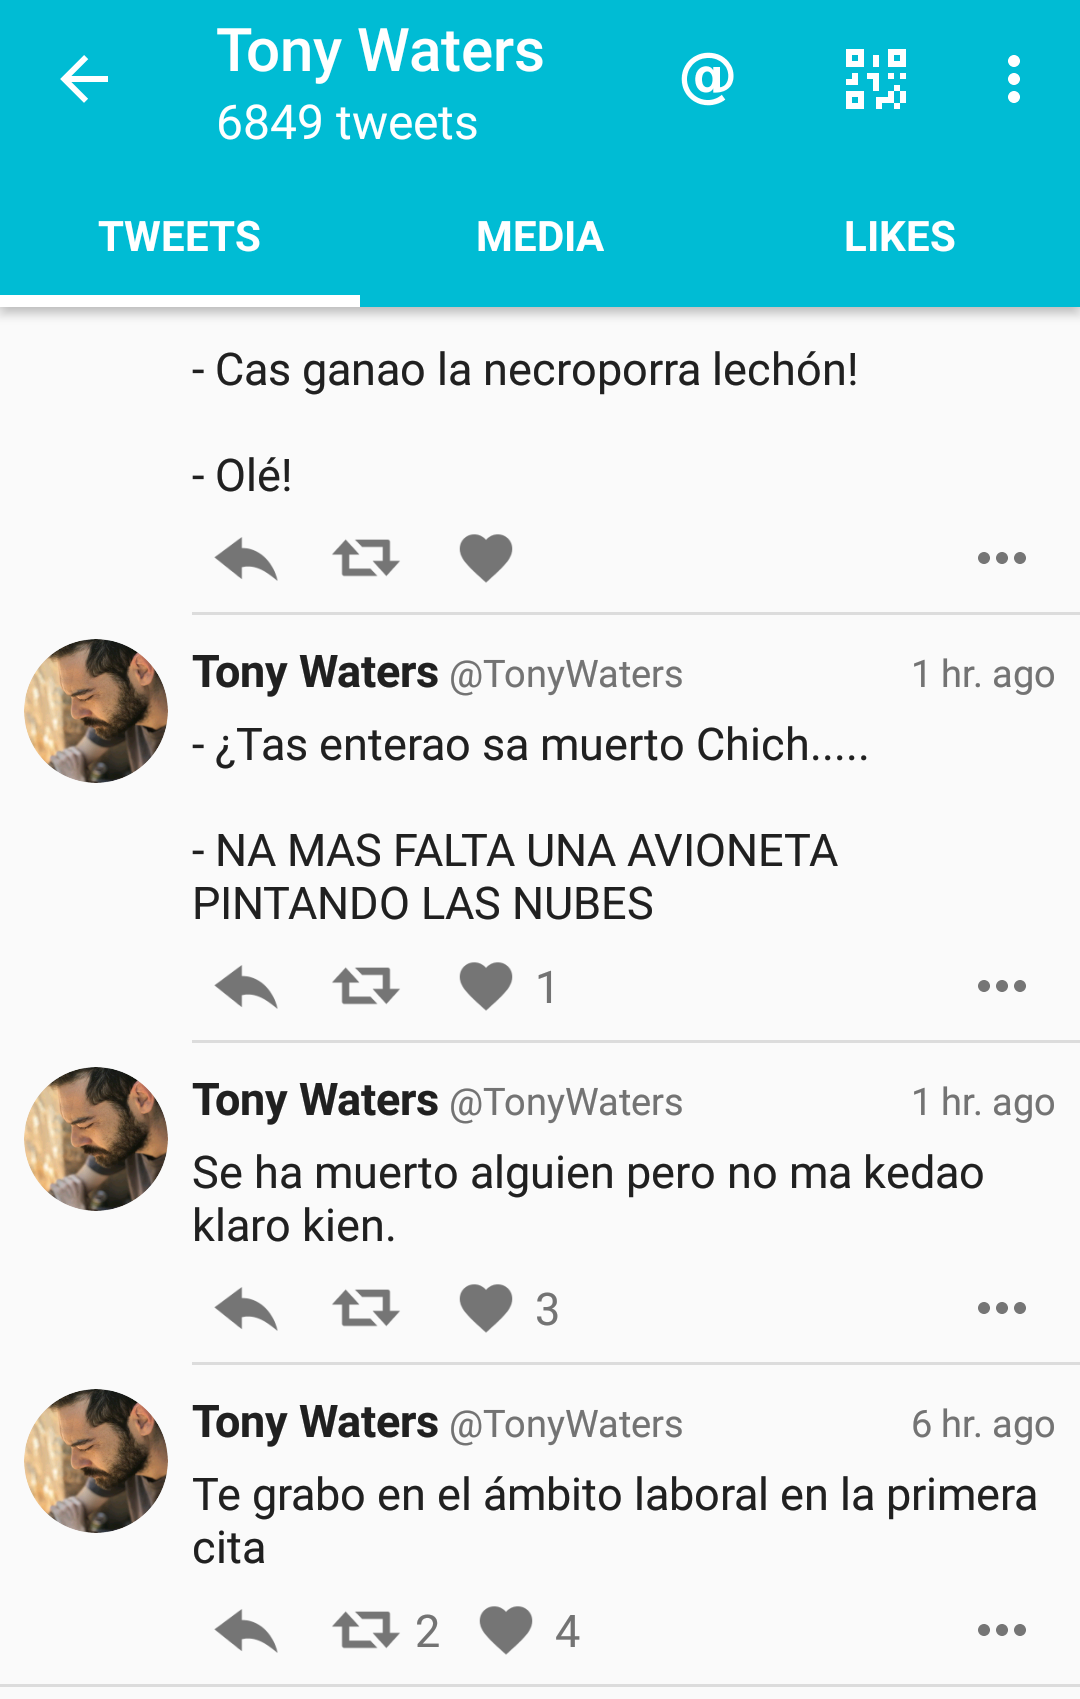 Tony Waters
6849 tweets
TWEETS
MEDIA
LIKES
- Cas ganao la necroporra lechón!
- Olé!
Tony Waters @TonyWaters 1 hr. ago
- ¿Tas enterao sa muerto Chich.....
- NA MAS FALTA UNA AVIONETA
PINTANDO LAS NUBES
1
Tony Waters @TonyWaters 1 hr. ago
Se ha muerto alguien pero no ma kedao
klaro kien.
3
Tony Waters @TonyWaters 6 hr. ago
Te grabo en el ámbito laboral en la primera
cita
2 4